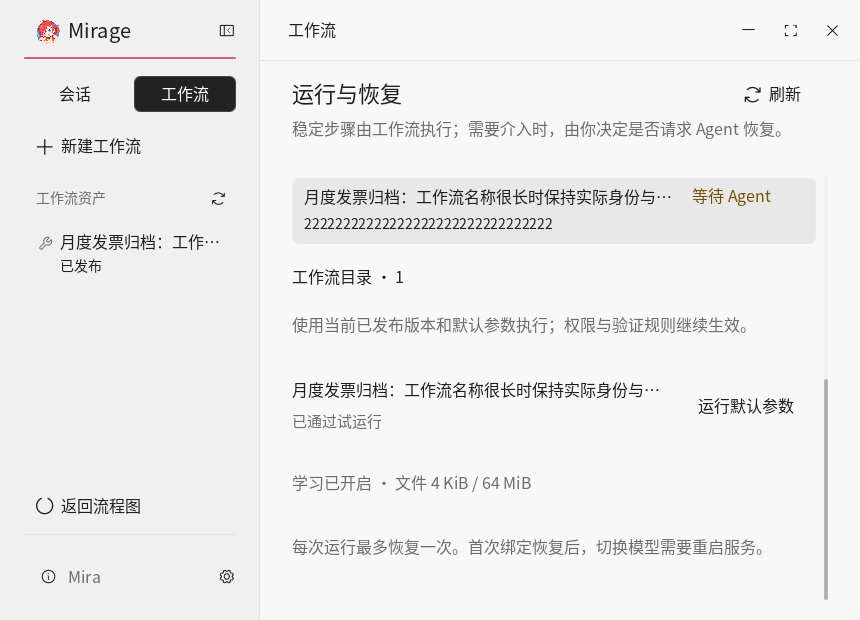 Mirage
会话
工作流
新建工作流
工作流资产
月度发票归档：工作…
已发布
返回流程图
Mira
工作流
运行与恢复
刷新
稳定步骤由工作流执行；需要介入时，由你决定是否请求 Agent 恢复。
月度发票归档：工作流名称很长时保持实际身份与…
等待 Agent
22222222222222222222222222222222
工作流目录 · 1
使用当前已发布版本和默认参数执行；权限与验证规则继续生效。
月度发票归档：工作流名称很长时保持实际身份与…
已通过试运行
运行默认参数
学习已开启 · 文件 4 KiB / 64 MiB
每次运行最多恢复一次。首次绑定恢复后，切换模型需要重启服务。